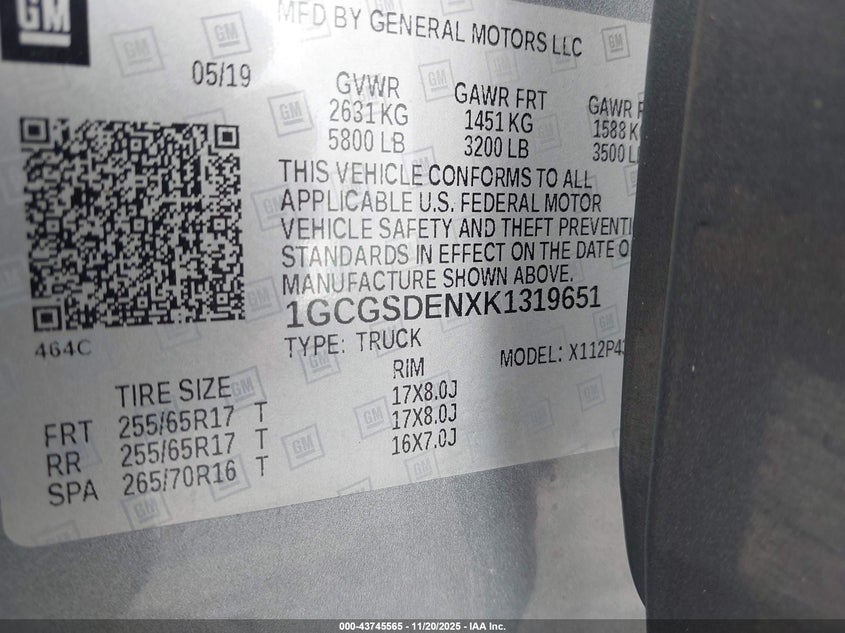 GM
MFD BY GENERAL MOTORS LLC
05/19
GVWR
2631 KG
5800 LB
GAWR FRT
1451 KG
3200 LB
GAWR
1588 K
3500 L
THIS VEHICLE CONFORMS TO ALL
APPLICABLE U.S. FEDERAL MOTOR
VEHICLE SAFETY AND THEFT PREVENTI
STANDARDS IN EFFECT ON THE DATE O
MANUFACTURE SHOWN ABOVE.
1GCGSDENXK1319651
TYPE: TRUCK
MODEL: X112P4
464C
TIRE SIZE
RIM
FRT 255/65R17 T 17X8.0J
RR 255/65R17 T 17X8.0J
SPA 265/70R16 T 16X7.0J
000-43745565 - 11/20/2025 - IAA Inc.